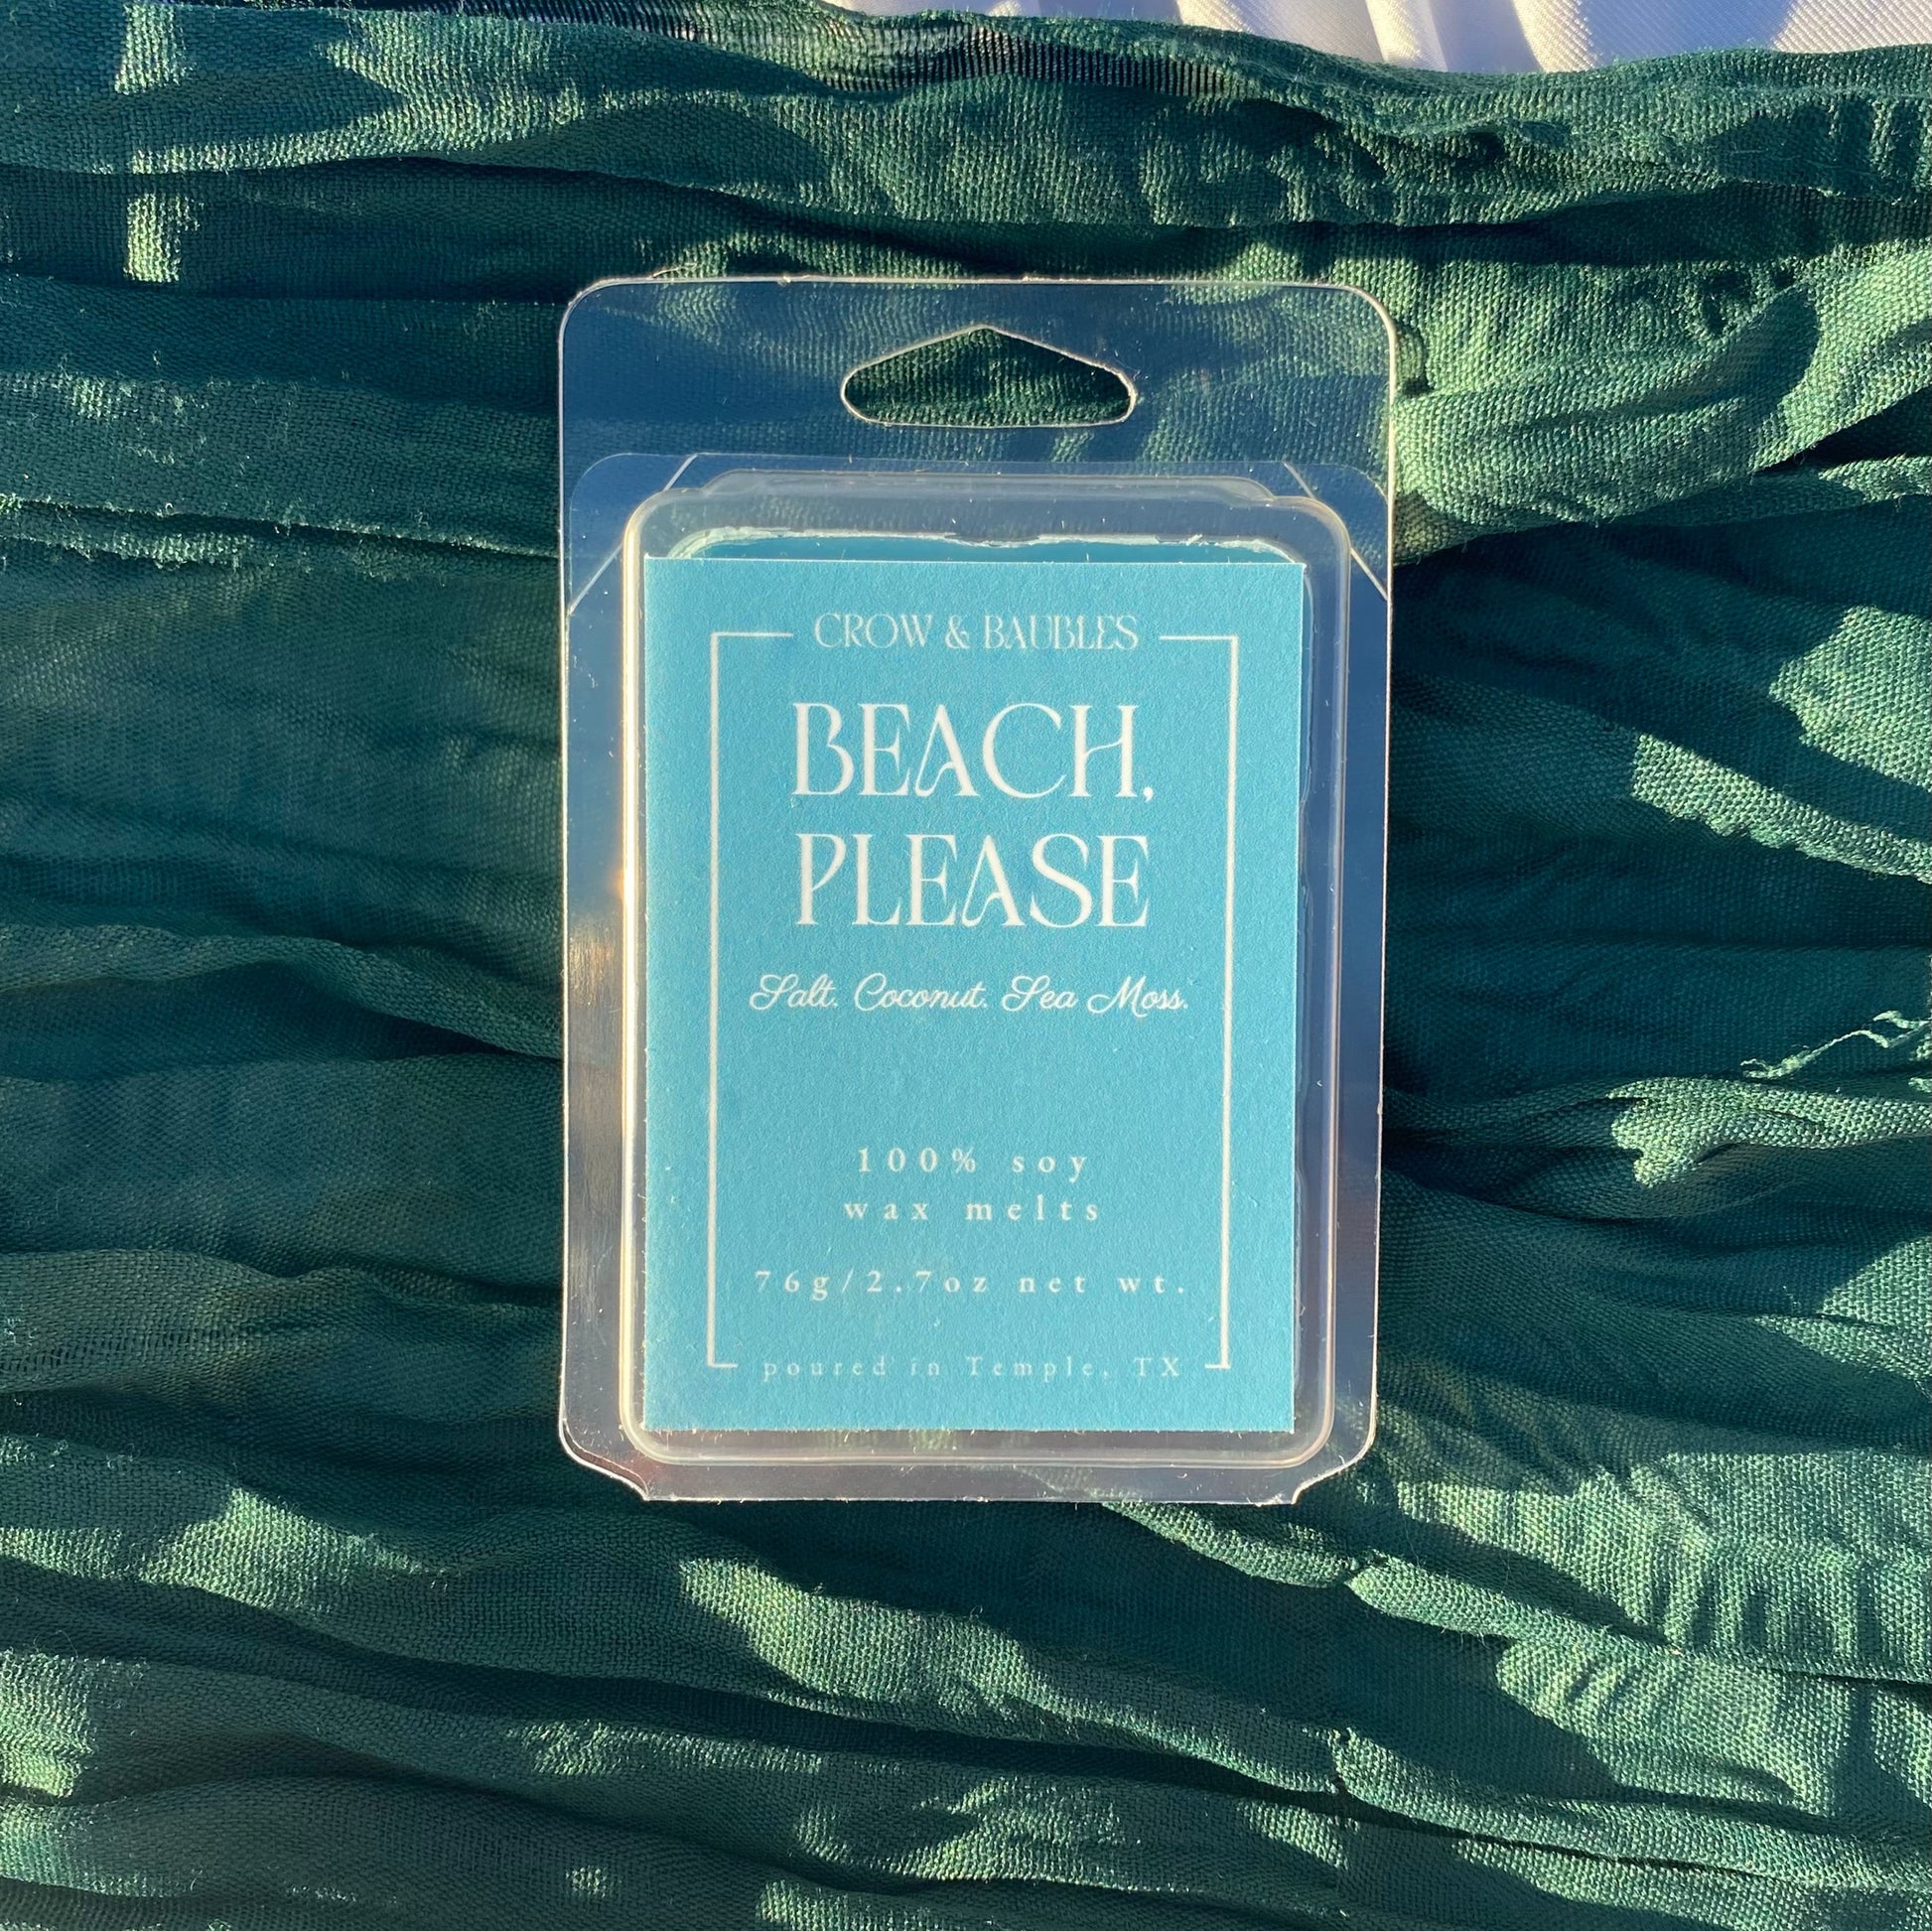 CROW & BAUBLES
BEACH,
PLEASE
Salt. Coconut. Sea Moss.
100% soy
wax melts
76g/2.7oz net wt.
poured in Temple, TX